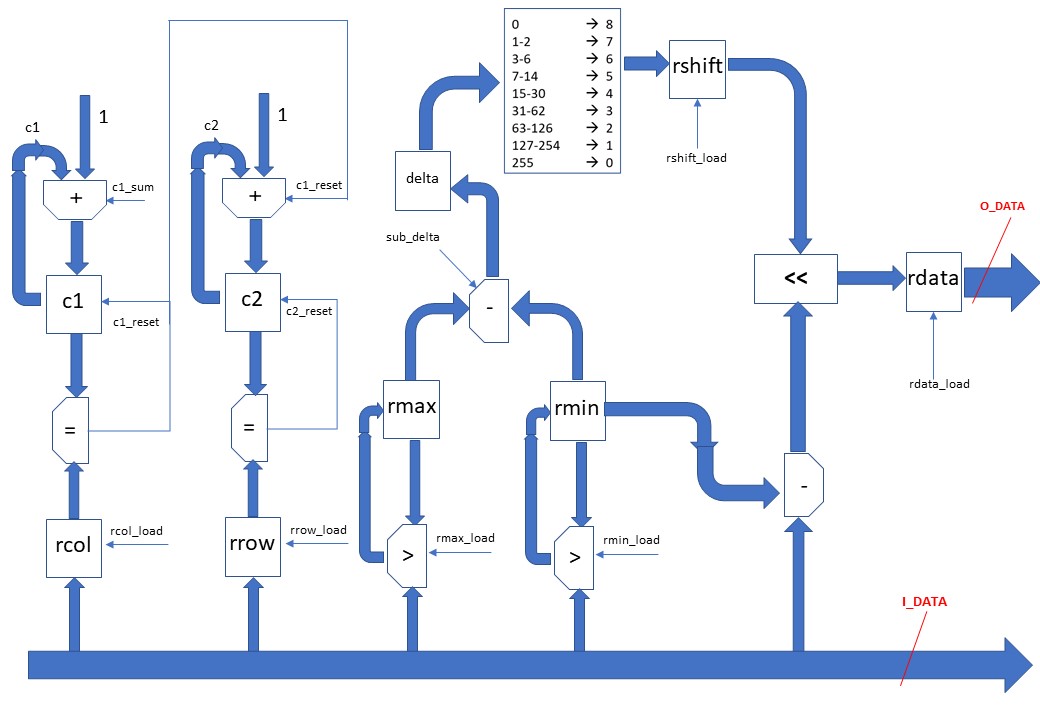 0 → 8
1-2 → 7
3-6 → 6
7-14 → 5
15-30 → 4
31-62 → 3
63-126 → 2
127-254 → 1
255 → 0
rshift
rshift_load
c1
1
+
c1_sum
c1
c1_reset
=
rcol
rcol_load
c2
1
+
c1_reset
c2
c2_reset
=
rrow
rrow_load
delta
sub_delta
-
rmax
>
rmax_load
rmin
>
rmin_load
<<
-
rdata
rdata_load
O_DATA
I_DATA